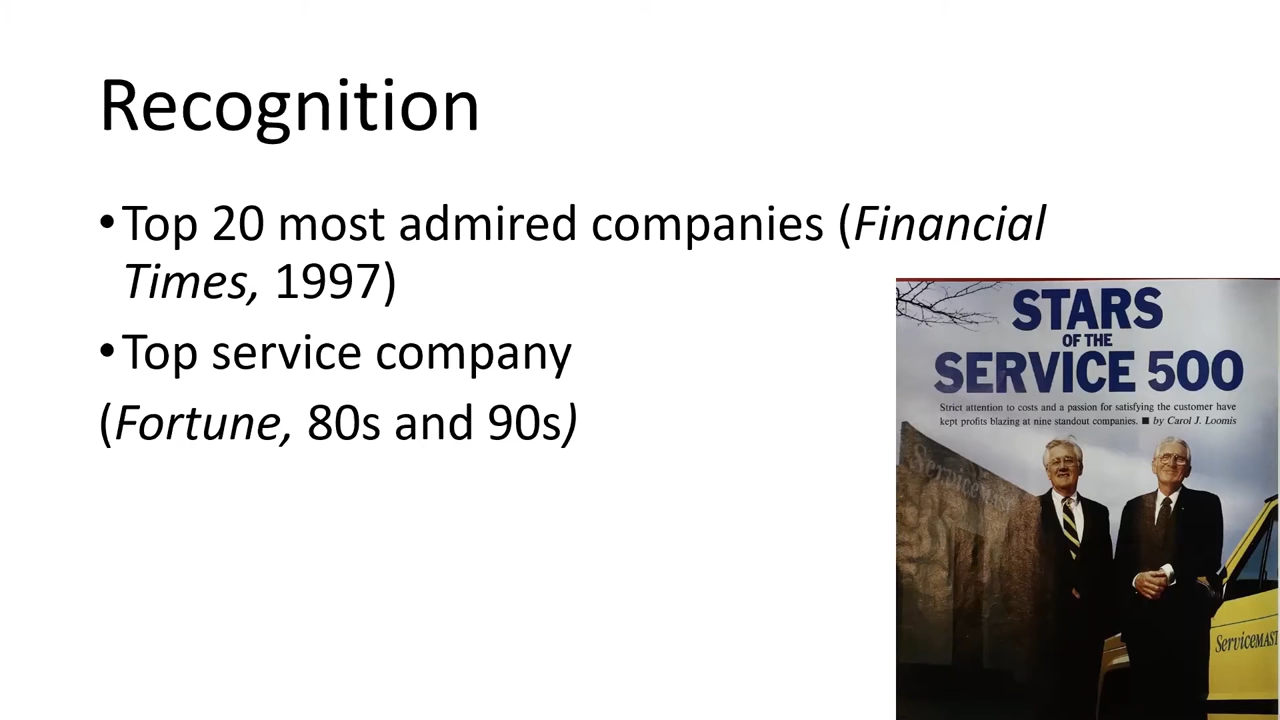 Recognition
•Top 20 most admired companies (Financial
Times, 1997)
•Top service company
(Fortune, 80s and 90s)
STARS
OF THE
SERVICE 500
Strict attention to costs and a passion for satisfying the customer have
kept profits blazing at nine standout companies. ■ by Carol J. Loomis
ServiceMAST